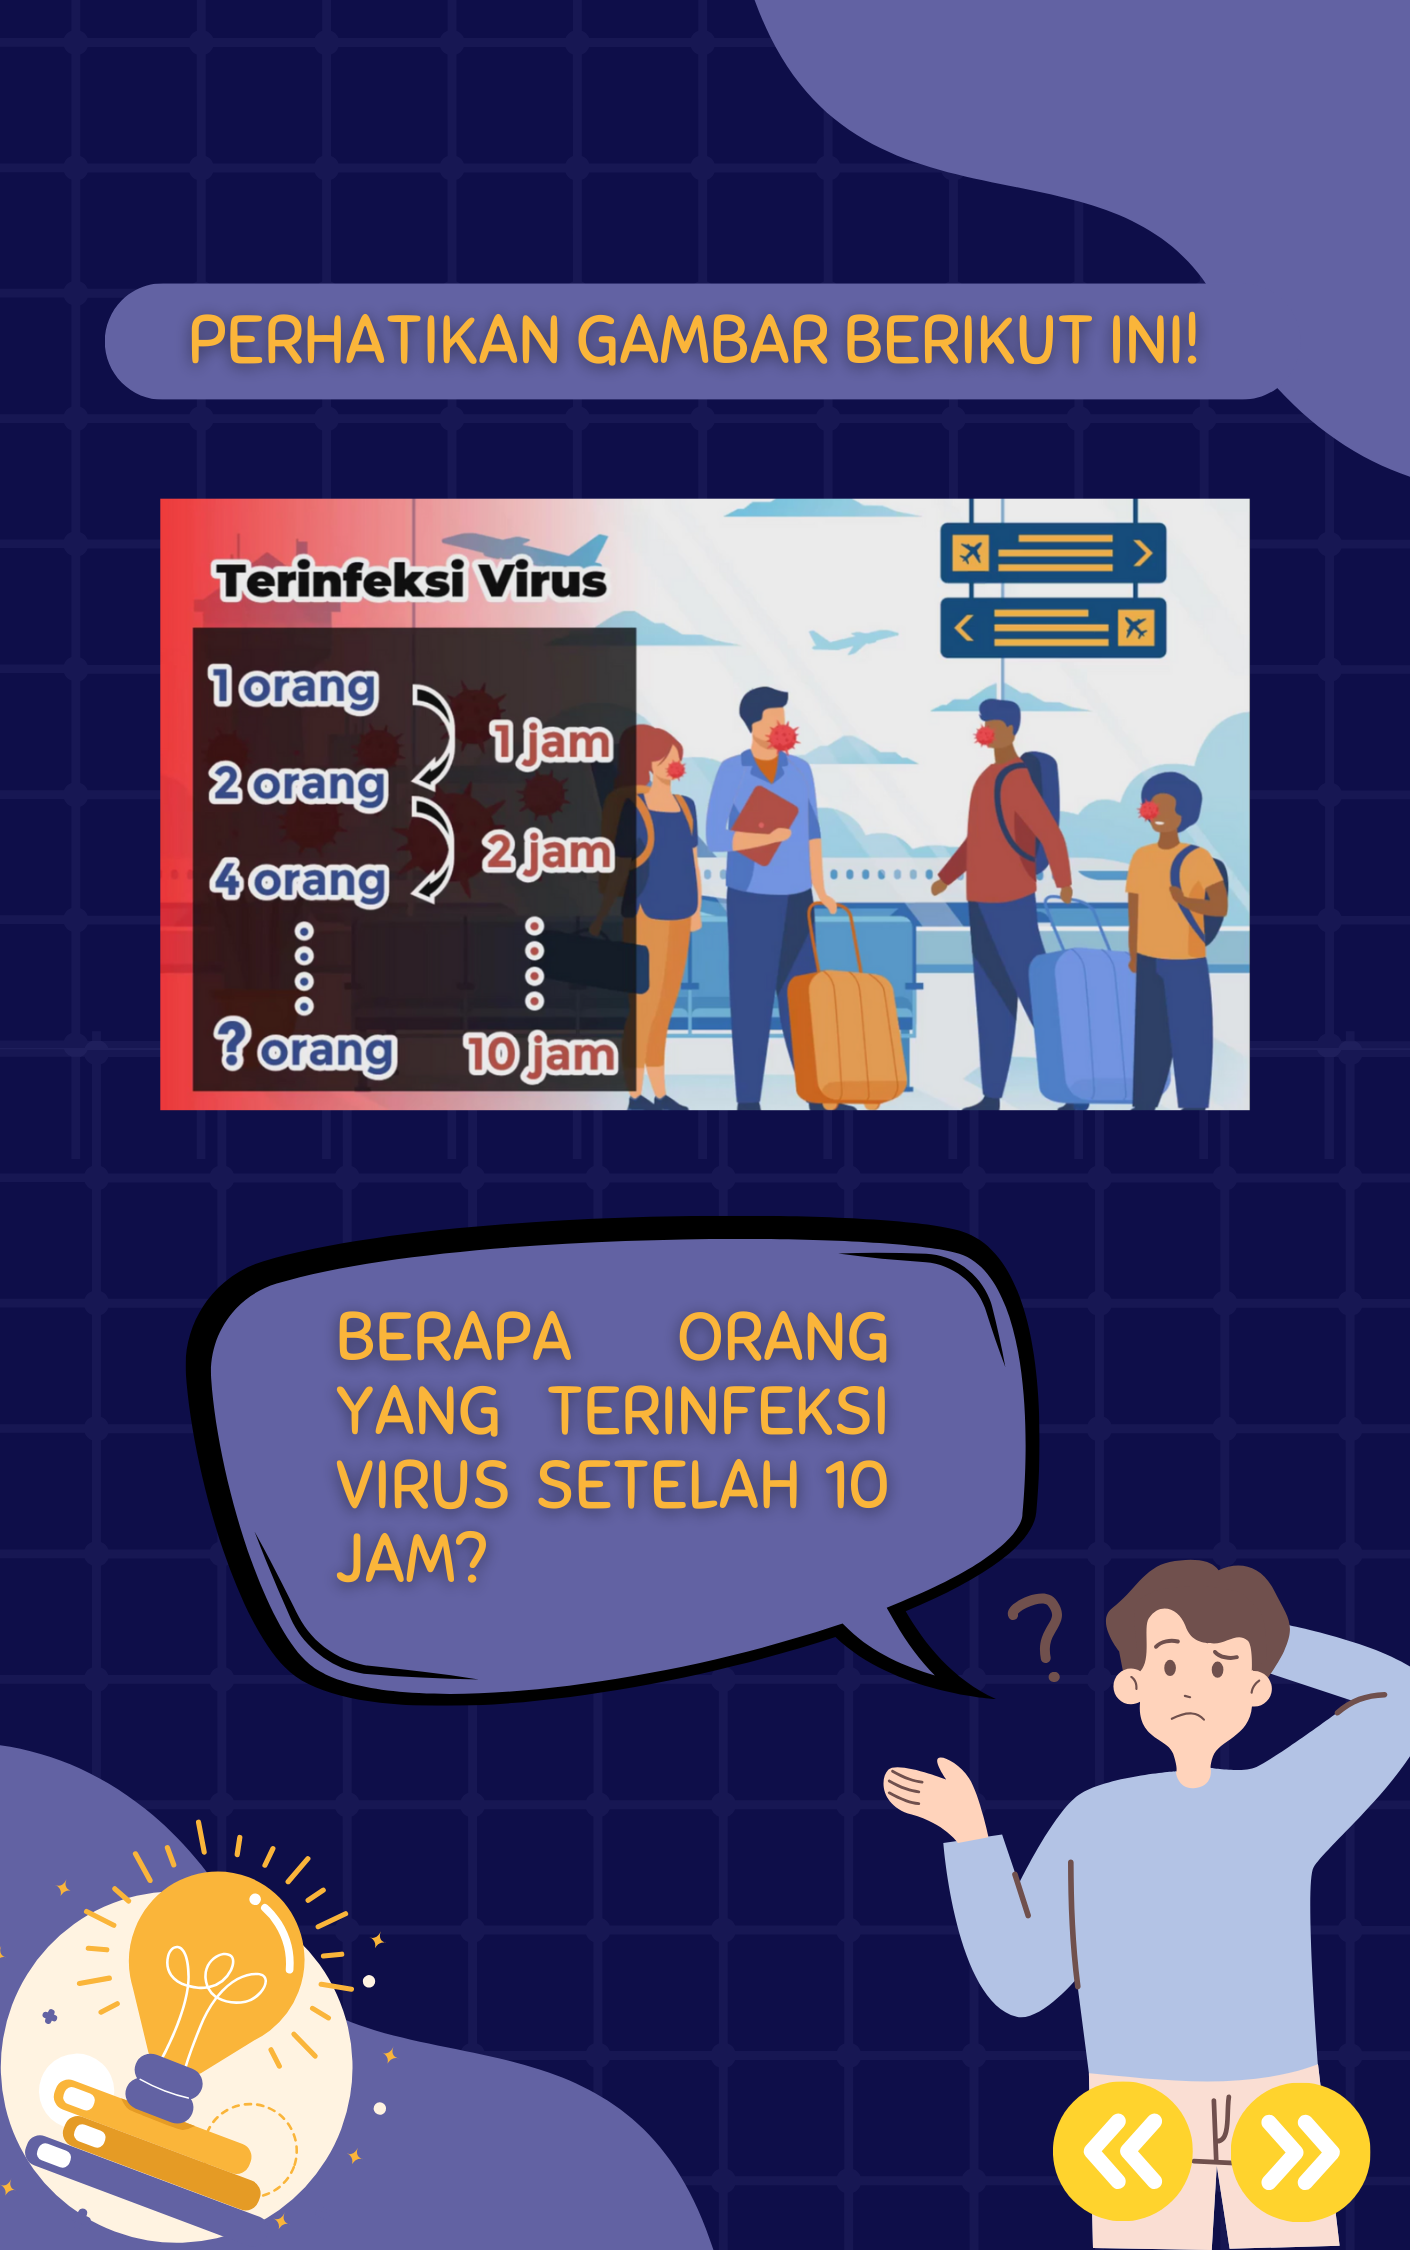 PERHATIKAN GAMBAR BERIKUT INI!
Terinfeksi Virus
1 orang
1 jam
2 orang
2 jam
4 orang
? orang
10 jam
BERAPA ORANG
YANG TERINFEKSI
VIRUS SETELAH 10
JAM?
?